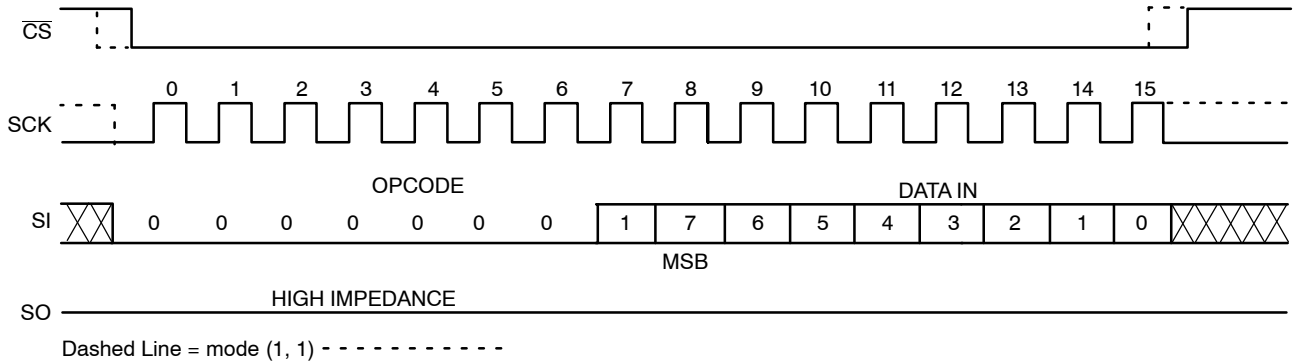 CS
0 1 2 3 4 5 6 7 8 9 10 11 12 13 14 15
SCK
OPCODE DATA IN
SI 0 0 0 0 0 0 0 1 7 6 5 4 3 2 1 0
MSB
HIGH IMPEDANCE
SO
Dashed Line = mode (1, 1) - - - - - - - - - - -